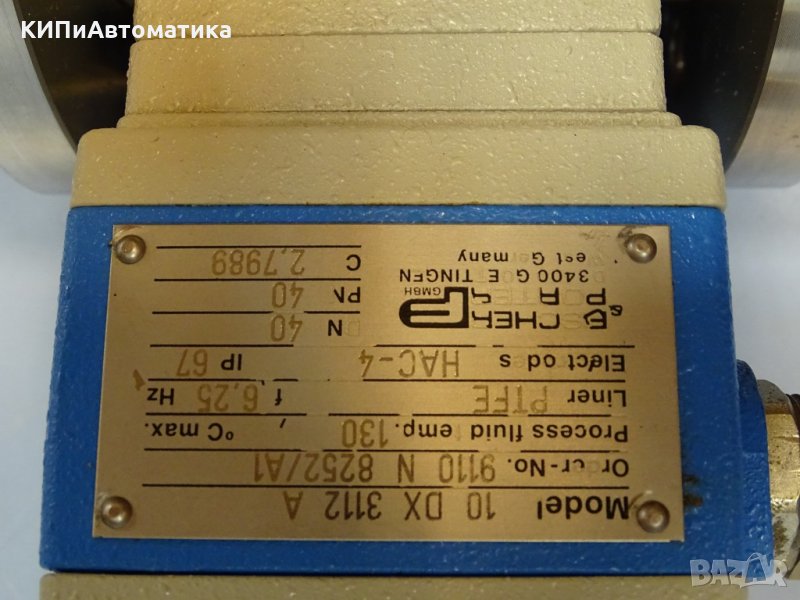 КИПиАвтоматика
Model 10 DX 3112 A
Order-No. 9110 N 8252/A1
Process fluid temp. 130 °C max.
Liner PTFE f 6,25 Hz
Electrodes HAC-4 IP 67
FISCHER
&
PORTER
GMBH
3400 GOETTINGEN
West Germany
DN 40
PN 40
C 2,7989
BAZAR